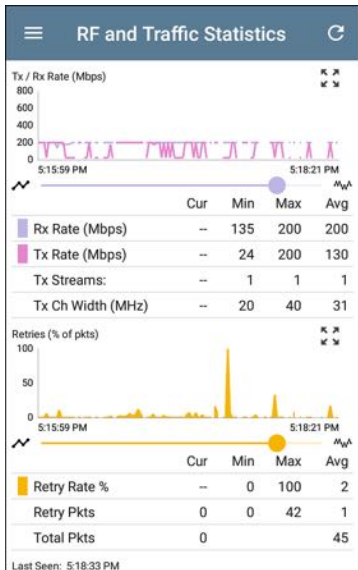 RF and Traffic Statistics
Tx / Rx Rate (Mbps)
800
600
400
200
0
5:15:59 PM 5:18:21 PM
Cur Min Max Avg
Rx Rate (Mbps) -- 135 200 200
Tx Rate (Mbps) -- 24 200 130
Tx Streams: -- 1 1 1
Tx Ch Width (MHz) -- 20 40 31
Retries (% of pkts)
100
50
0
5:15:59 PM 5:18:21 PM
Cur Min Max Avg
Retry Rate % -- 0 100 2
Retry Pkts 0 0 42 1
Total Pkts 0 45
Last Seen: 5:18:33 PM